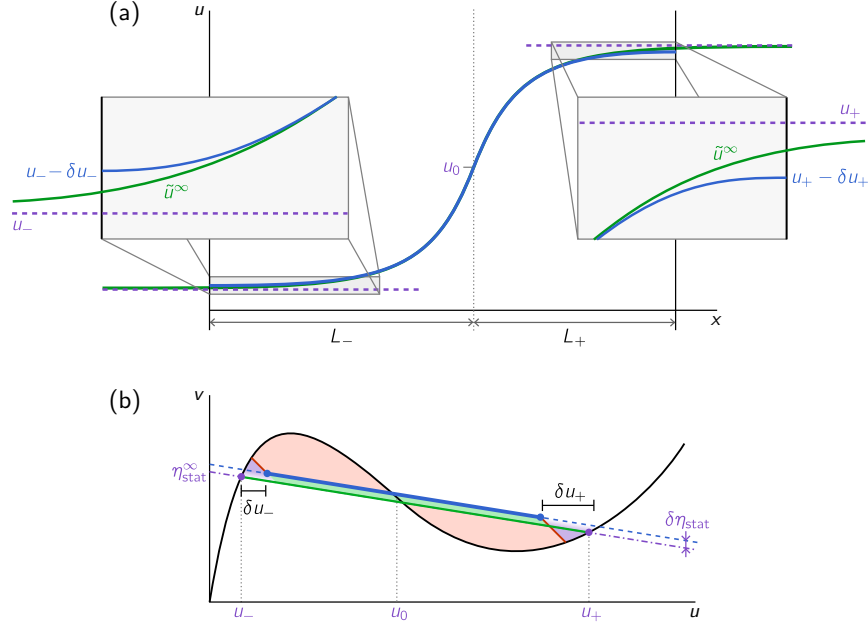 (a)
u
u₊
ũ^∞
u₋ − δu₋
ũ^∞
u₀
u₊ − δu₊
u₋
x
L₋
L₊
(b)
v
η^∞_stat
δu₊
δu₋
δη_stat
u₋
u₀
u₊
u